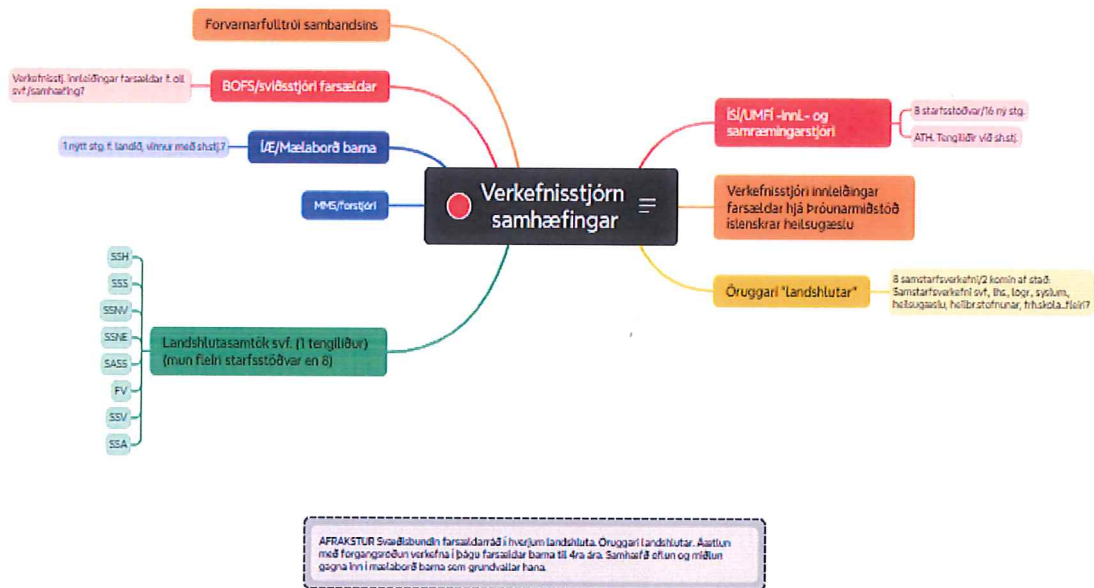 Forvarnarfulltrúi sambandsins
Verkefnisstj. innleiðingar farsældar f. öll
svf./samhæfing?
BOFS/sviðsstjóri farsældar
1 nýtt stg. f. landið, vinnur með sh.stj.?
ÍÆ/Mælaborð barna
MMS/forstjóri
Verkefnisstjórn
samhæfingar
SSH
SSS
SSNV
SSNE
SASS
FV
SSV
SSA
Landshlutasamtök svf. (1 tengiliður)
(mun fleiri starfsstöðvar en 8)
ÍSÍ/UMFÍ -innl.- og
samræmingarstjóri
8 starfsstöðvar/16 ný stg.
ATH. Tengiliðir við sh.stj.
Verkefnisstjóri innleiðingar
farsældar hjá Þróunarmiðstöð
íslenskrar heilsugæslu
Öruggari "landshlutar"
8 samstarfsverkefni/2 komin af stað:
Samstarfsverkefni svf., lhs., lögr., sýslum.,
heilsugæslu, heilbr.stofnunar, frh.skóla..fleiri?
AFRAKSTUR Svæðisbundin farsældarráð í hverjum landshluta. Öruggari landshlutar. Áætlun
með forgangsröðun verkefna í þágu farsældar barna til 4ra ára. Samhæfð öflun og miðlun
gagna inn í mælaborð barna sem grundvallar hana.